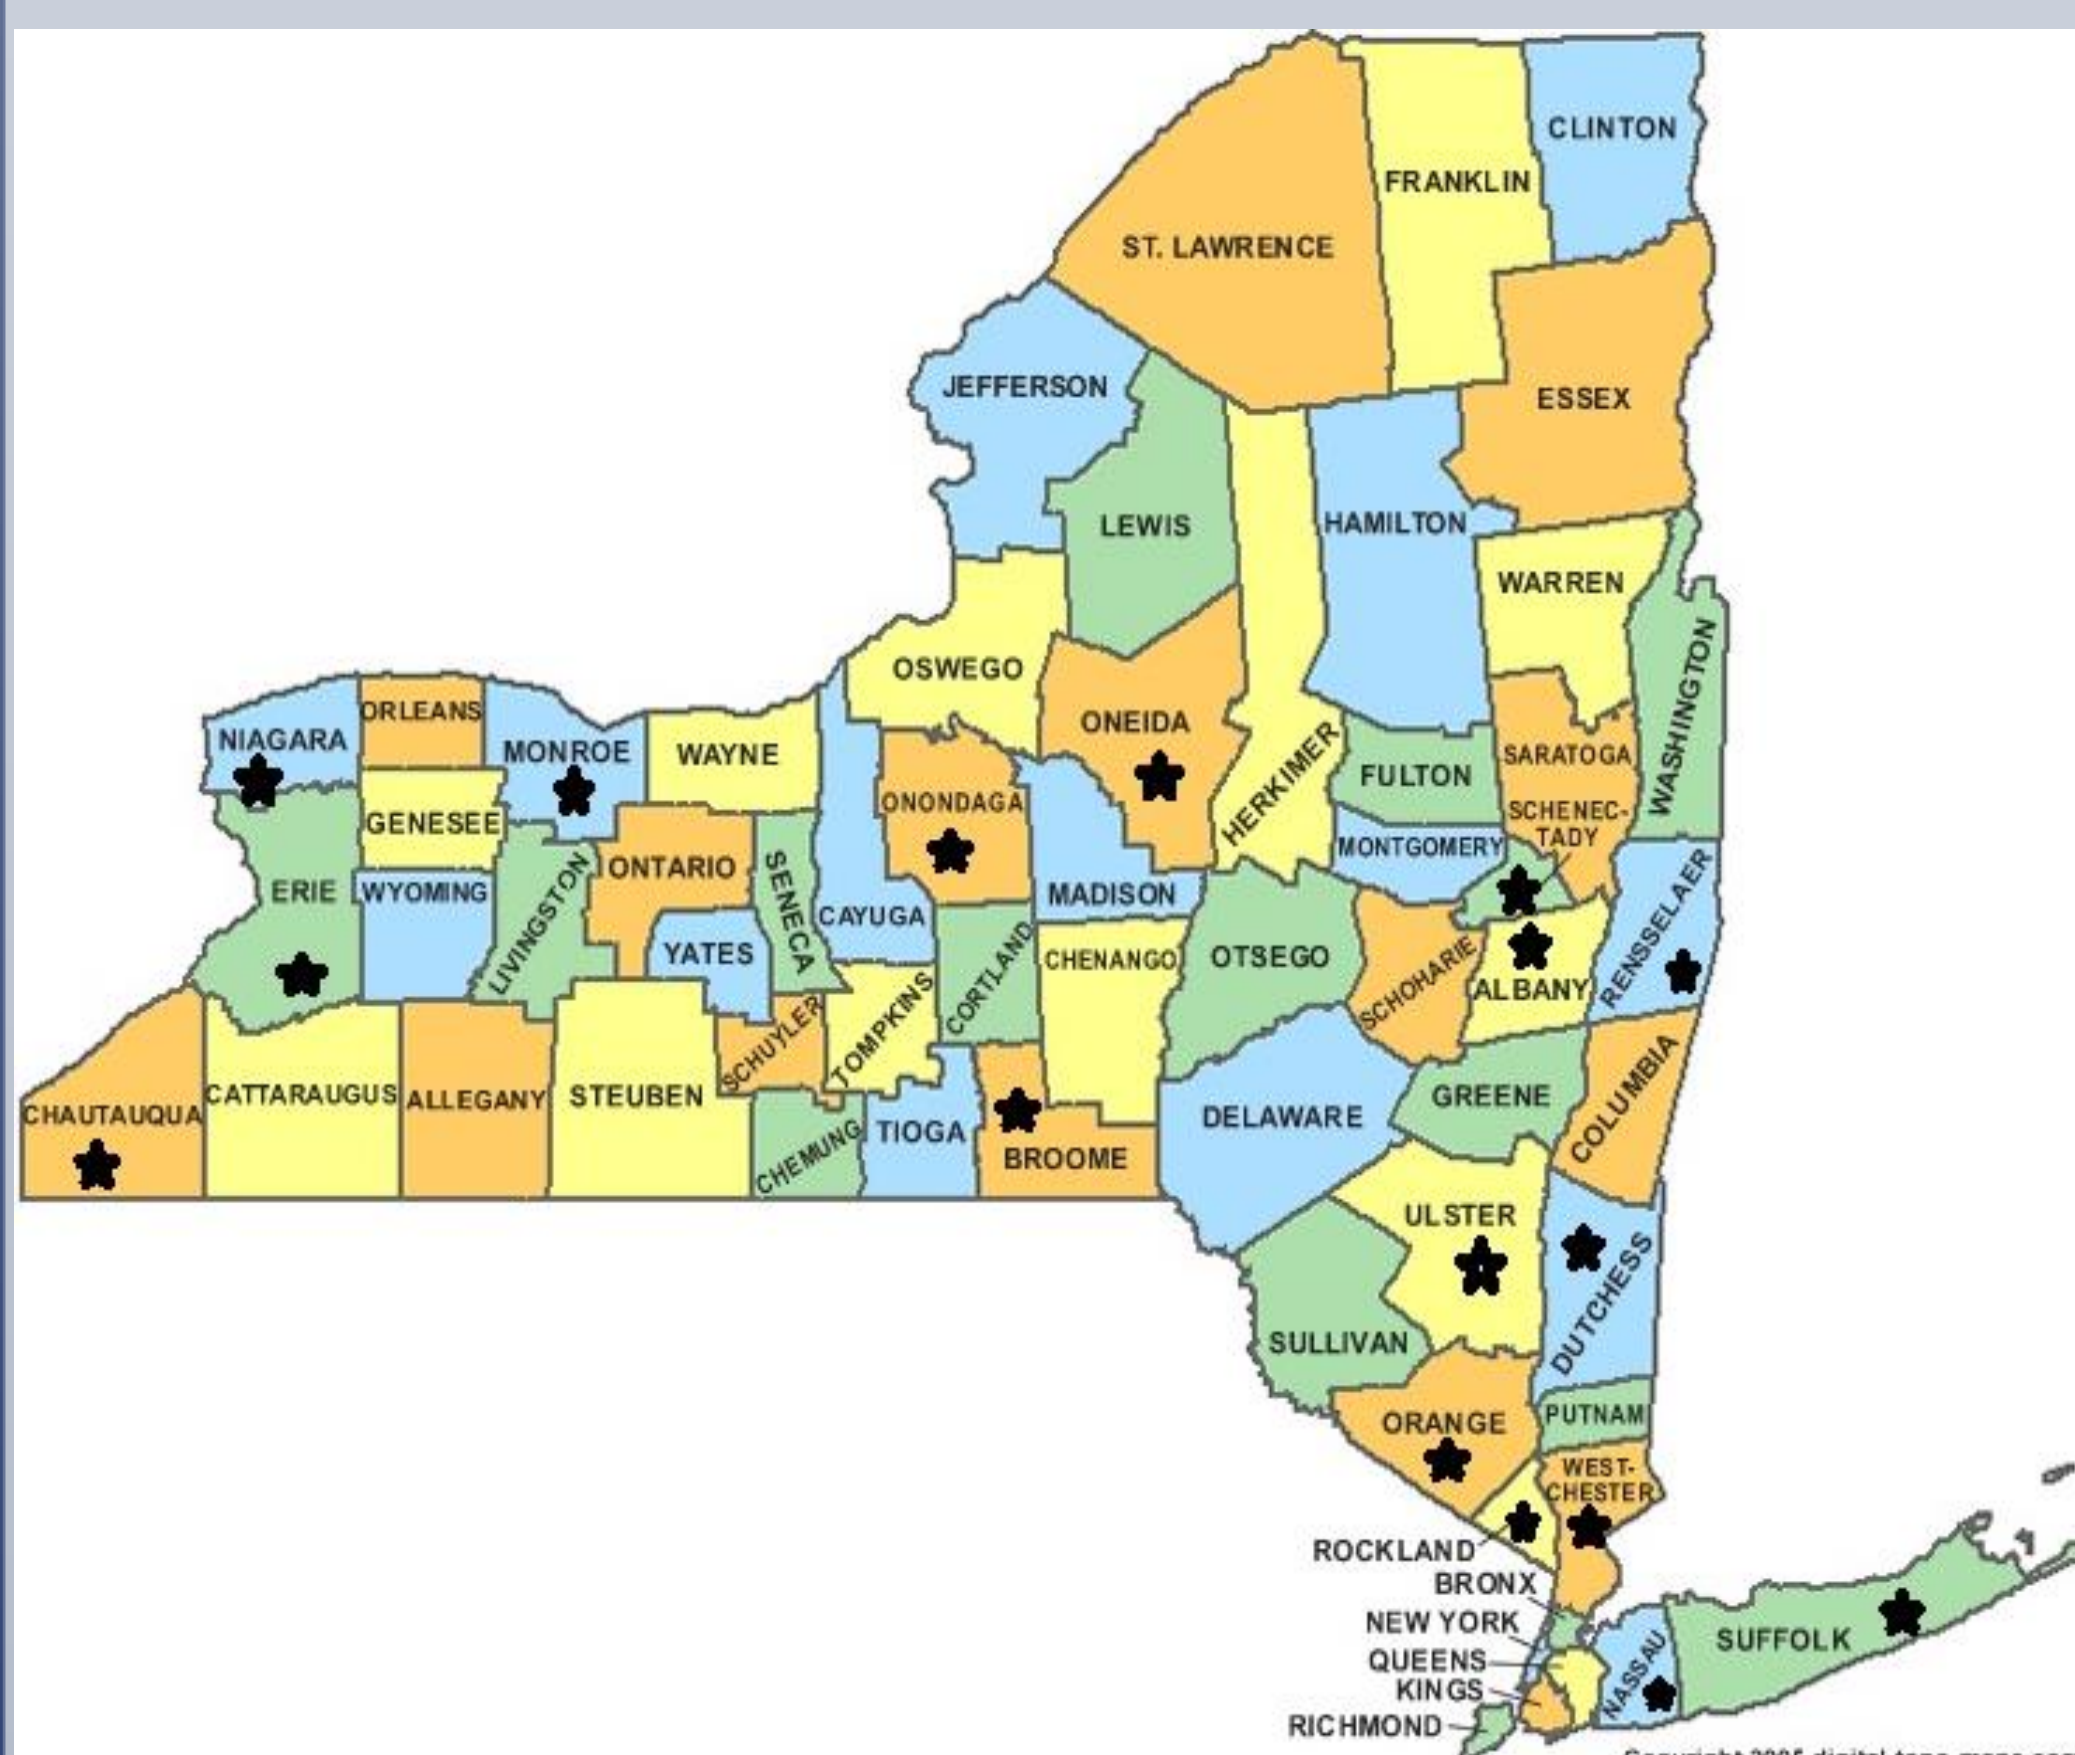 CLINTON
FRANKLIN
ST. LAWRENCE
JEFFERSON
ESSEX
LEWIS
HAMILTON
WARREN
WASHINGTON
OSWEGO
ONEIDA
HERKIMER
FULTON
SARATOGA
NIAGARA
ORLEANS
MONROE
WAYNE
ONONDAGA
SCHENEC-
TADY
GENESEE
MONTGOMERY
ERIE
WYOMING
LIVINGSTON
ONTARIO
SENECA
CAYUGA
MADISON
RENSSELAER
YATES
CORTLAND
CHENANGO
OTSEGO
SCHOHARIE
ALBANY
SCHUYLER
TOMPKINS
CHAUTAUQUA
CATTARAUGUS
ALLEGANY
STEUBEN
CHEMUNG
TIOGA
BROOME
DELAWARE
GREENE
COLUMBIA
ULSTER
DUTCHESS
SULLIVAN
ORANGE
PUTNAM
WEST-
CHESTER
ROCKLAND
BRONX
NEW YORK
QUEENS
KINGS
RICHMOND
NASSAU
SUFFOLK